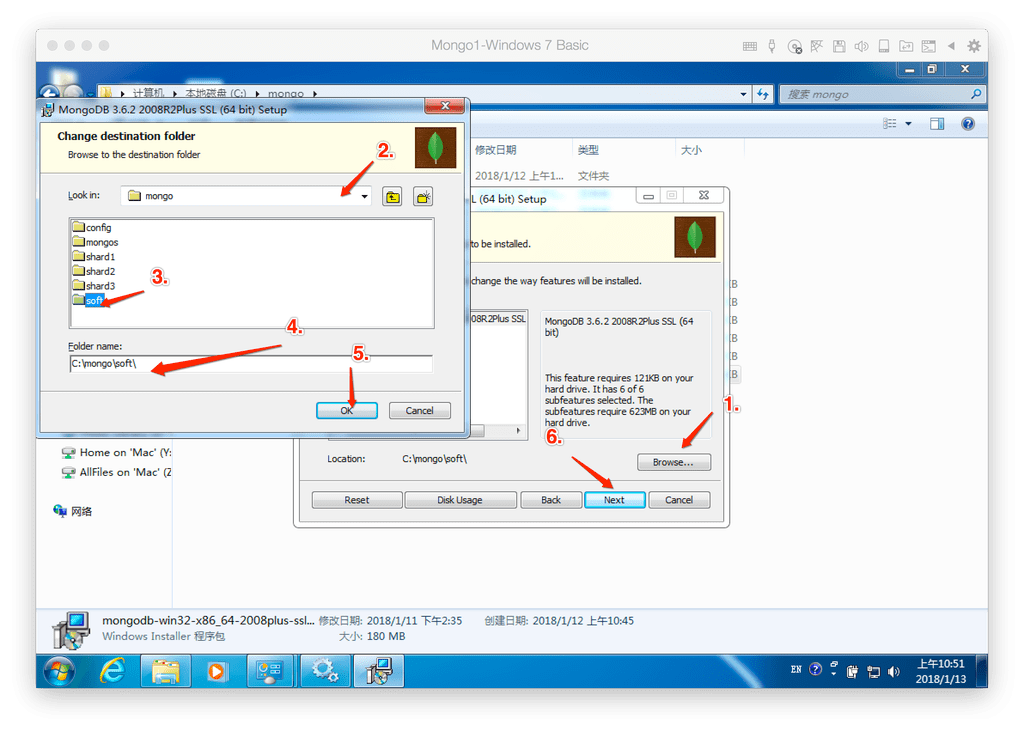 Mongo1-Windows 7 Basic
计算机 本地磁盘 (C:) mongo
搜索 mongo
MongoDB 3.6.2 2008R2Plus SSL (64 bit) Setup
Change destination folder
Browse to the destination folder
2.
Look in: mongo
config
mongos
shard1
shard2
shard3
soft
3.
4.
Folder name:
C:\mongo\soft\
5.
OK Cancel
修改日期 类型 大小
2018/1/12 上午1... 文件夹
L (64 bit) Setup
to be installed.
change the way features will be installed.
08R2Plus SSL
MongoDB 3.6.2 2008R2Plus SSL (64
bit)
This feature requires 121KB on your
hard drive. It has 6 of 6
subfeatures selected. The
subfeatures require 623MB on your
hard drive.
B
B
B
B
B
B
1.
6.
Location: C:\mongo\soft\
Browse...
Reset Disk Usage Back Next Cancel
Home on 'Mac' (Y:
AllFiles on 'Mac' (Z
网络
mongodb-win32-x86_64-2008plus-ssl... 修改日期: 2018/1/11 下午2:35 创建日期: 2018/1/12 上午10:45
Windows Installer 程序包 大小: 180 MB
EN
上午10:51
2018/1/13